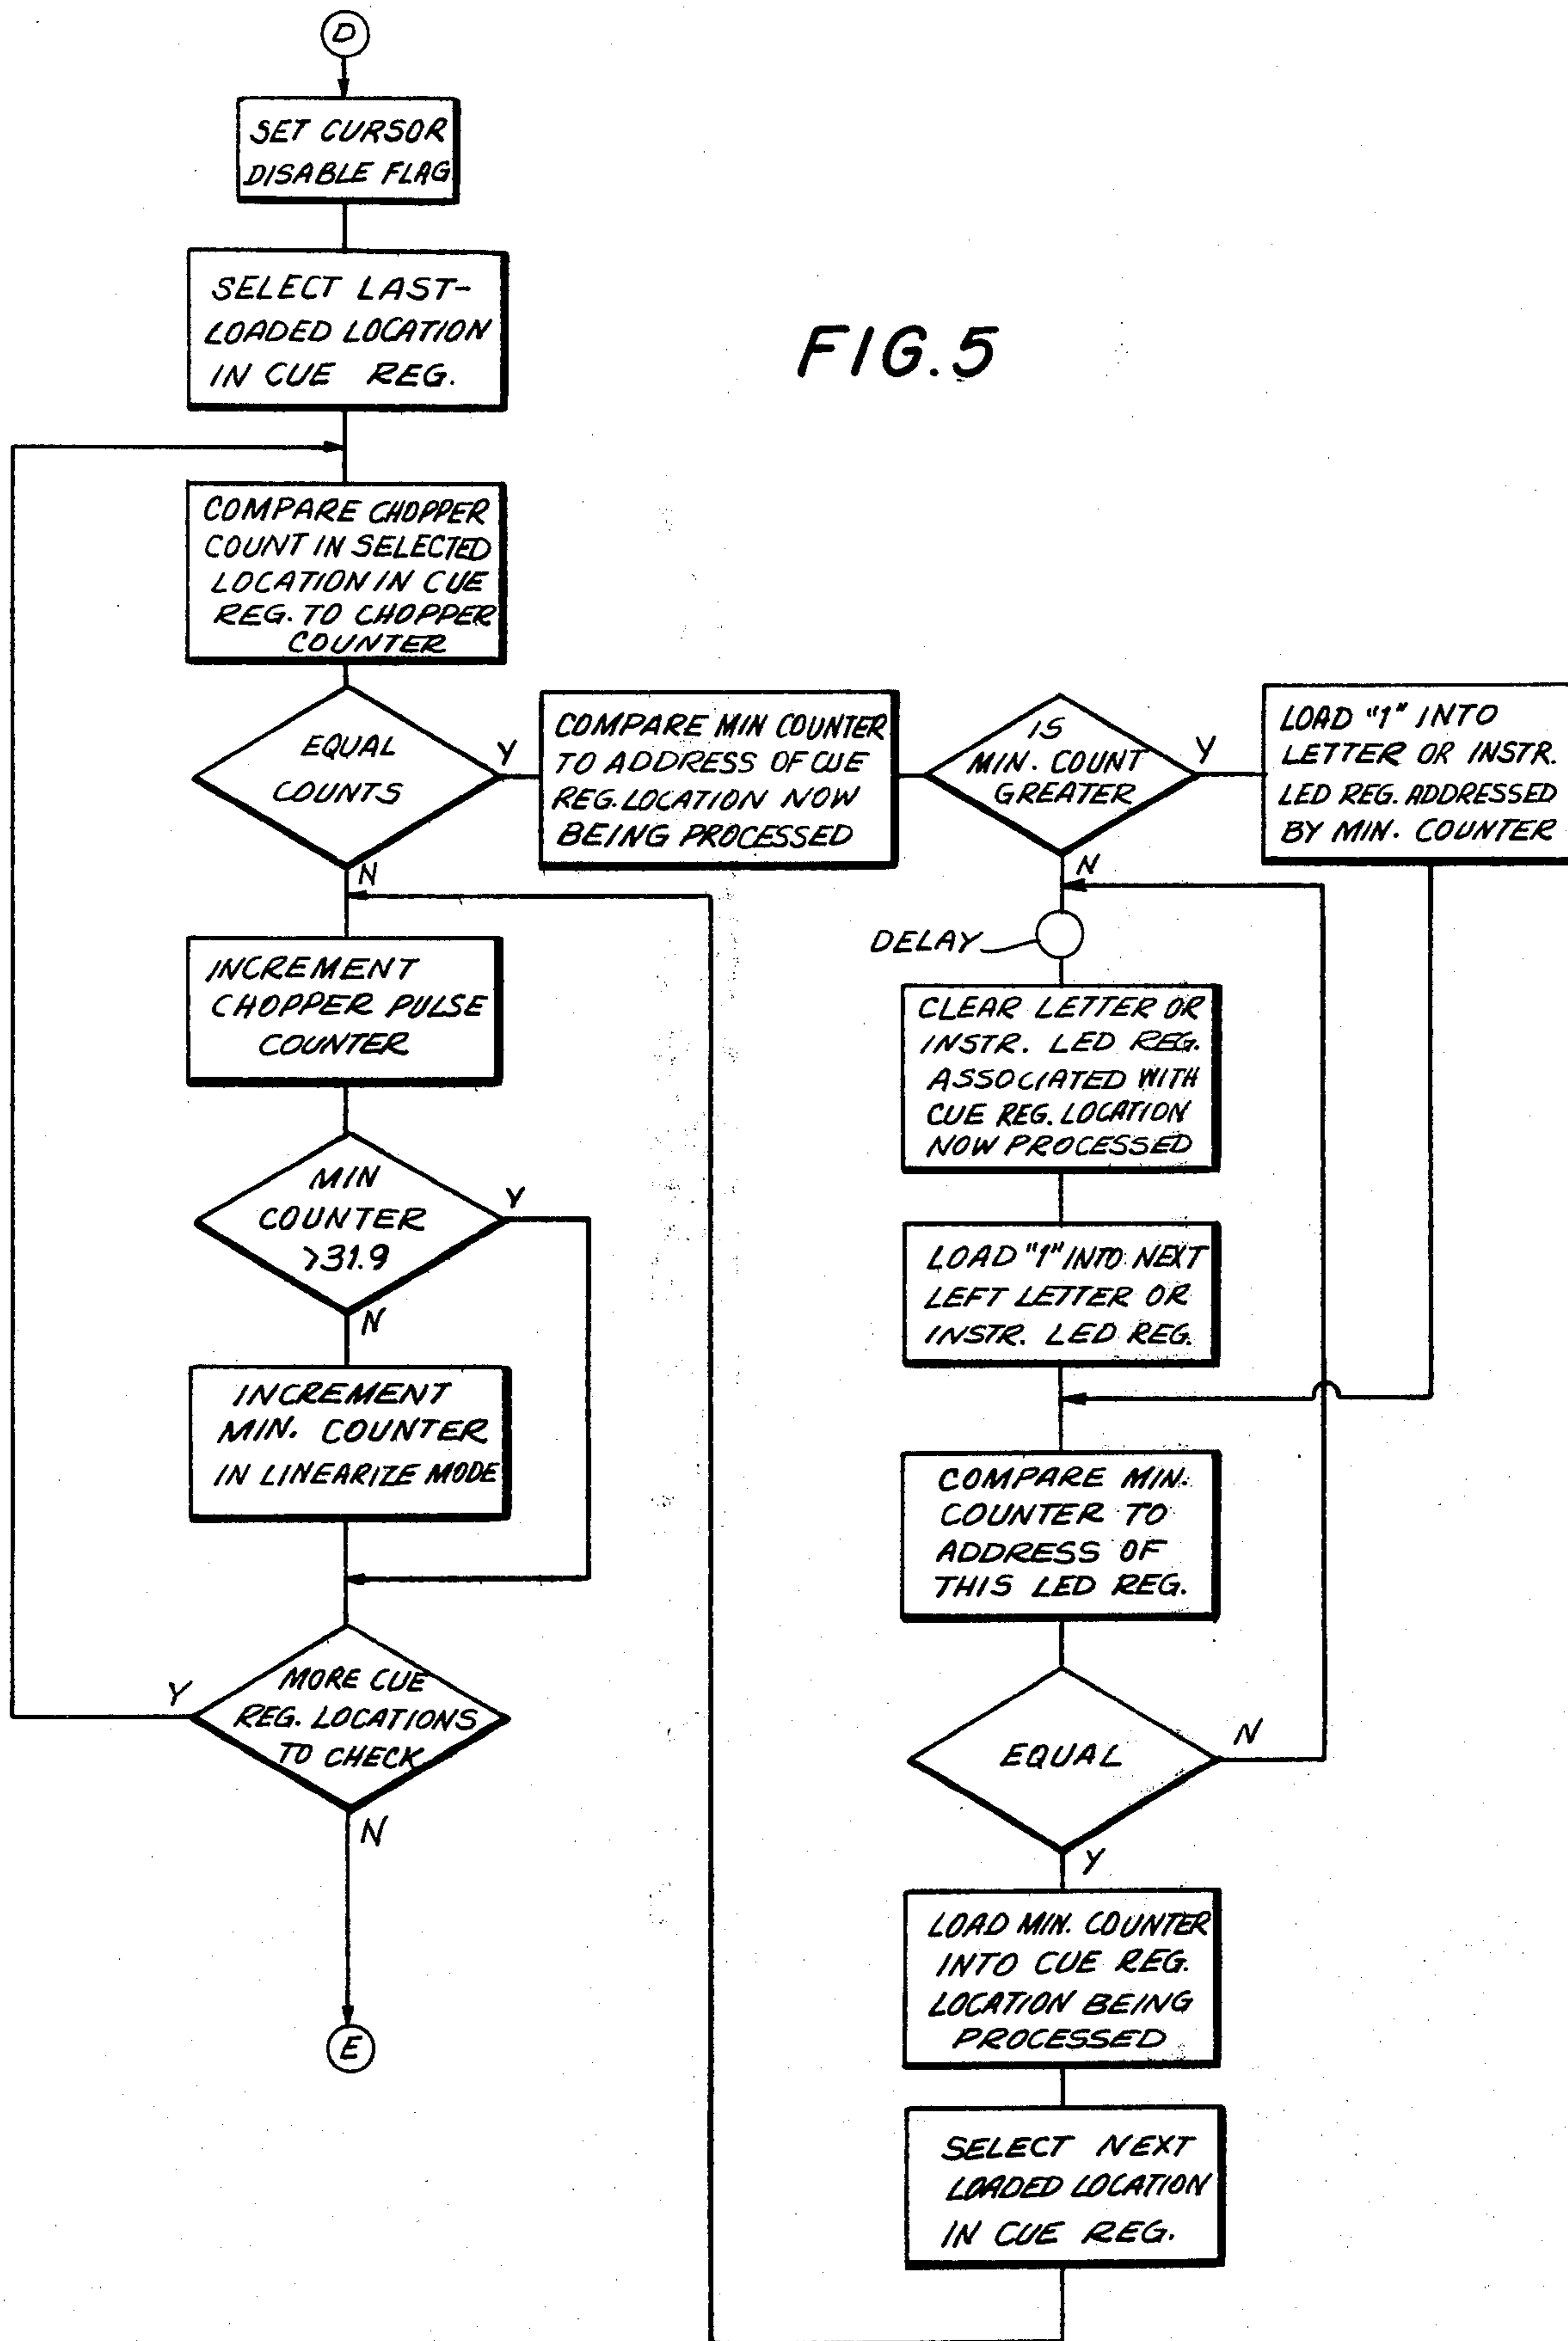 D
SET CURSOR
DISABLE FLAG
SELECT LAST-
LOADED LOCATION
IN CUE REG.
FIG.5
COMPARE CHOPPER
COUNT IN SELECTED
LOCATION IN CUE
REG. TO CHOPPER
COUNTER
EQUAL
COUNTS
Y
N
COMPARE MIN COUNTER
TO ADDRESS OF CUE
REG. LOCATION NOW
BEING PROCESSED
IS
MIN. COUNT
GREATER
Y
N
LOAD "1" INTO
LETTER OR INSTR.
LED REG. ADDRESSED
BY MIN. COUNTER
INCREMENT
CHOPPER PULSE
COUNTER
MIN
COUNTER
>31.9
Y
N
INCREMENT
MIN. COUNTER
IN LINEARIZE MODE
MORE CUE
REG. LOCATIONS
TO CHECK
Y
N
E
DELAY
CLEAR LETTER OR
INSTR. LED REG.
ASSOCIATED WITH
CUE REG. LOCATION
NOW PROCESSED
LOAD "1" INTO NEXT
LEFT LETTER OR
INSTR. LED REG.
COMPARE MIN.
COUNTER TO
ADDRESS OF
THIS LED REG.
EQUAL
N
Y
LOAD MIN. COUNTER
INTO CUE REG.
LOCATION BEING
PROCESSED
SELECT NEXT
LOADED LOCATION
IN CUE REG.